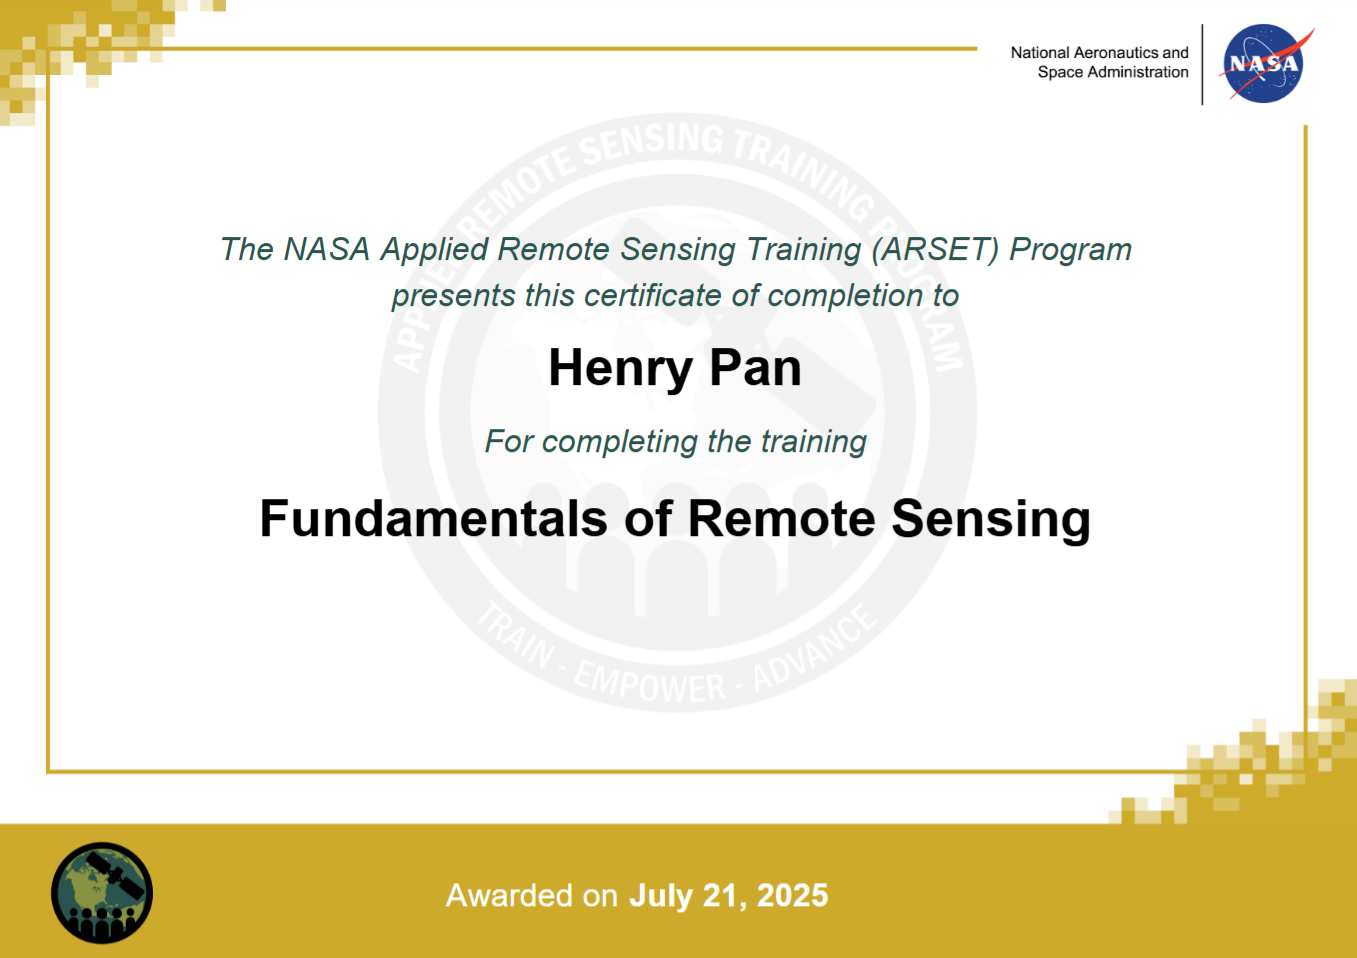 National Aeronautics and
Space Administration
NASA
APPLIED REMOTE SENSING TRAINING PROGRAM
The NASA Applied Remote Sensing Training (ARSET) Program
presents this certificate of completion to
Henry Pan
For completing the training
Fundamentals of Remote Sensing
TRAIN - EMPOWER - ADVANCE
Awarded on July 21, 2025